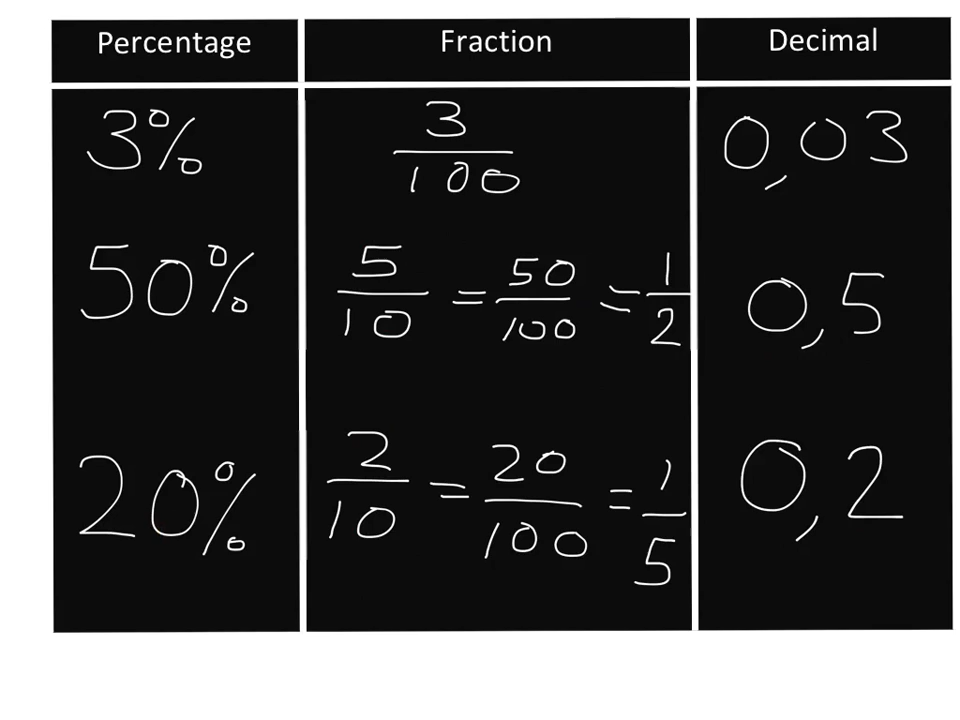 Percentage Fraction Decimal
3% 3/100 0,03
50% 5/10 = 50/100 = 1/2 0,5
20% 2/10 = 20/100 = 1/5 0,2